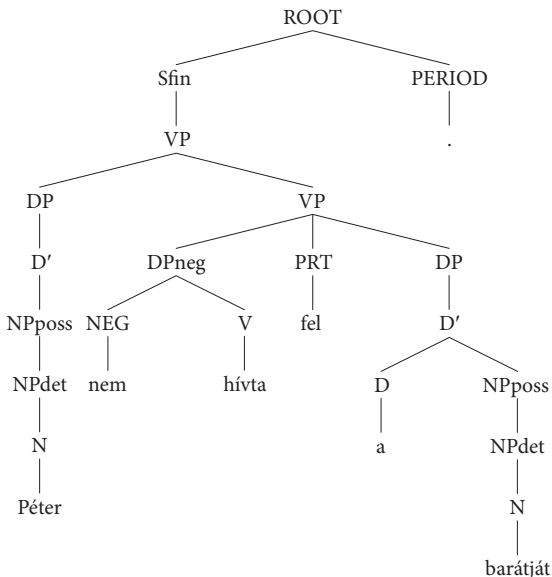 ROOT
Sfin PERIOD
VP .
DP VP
D′ DPneg PRT DP
NPposs NEG V fel D′
NPdet nem hívta D NPposs
N a NPdet
Péter N
barátját